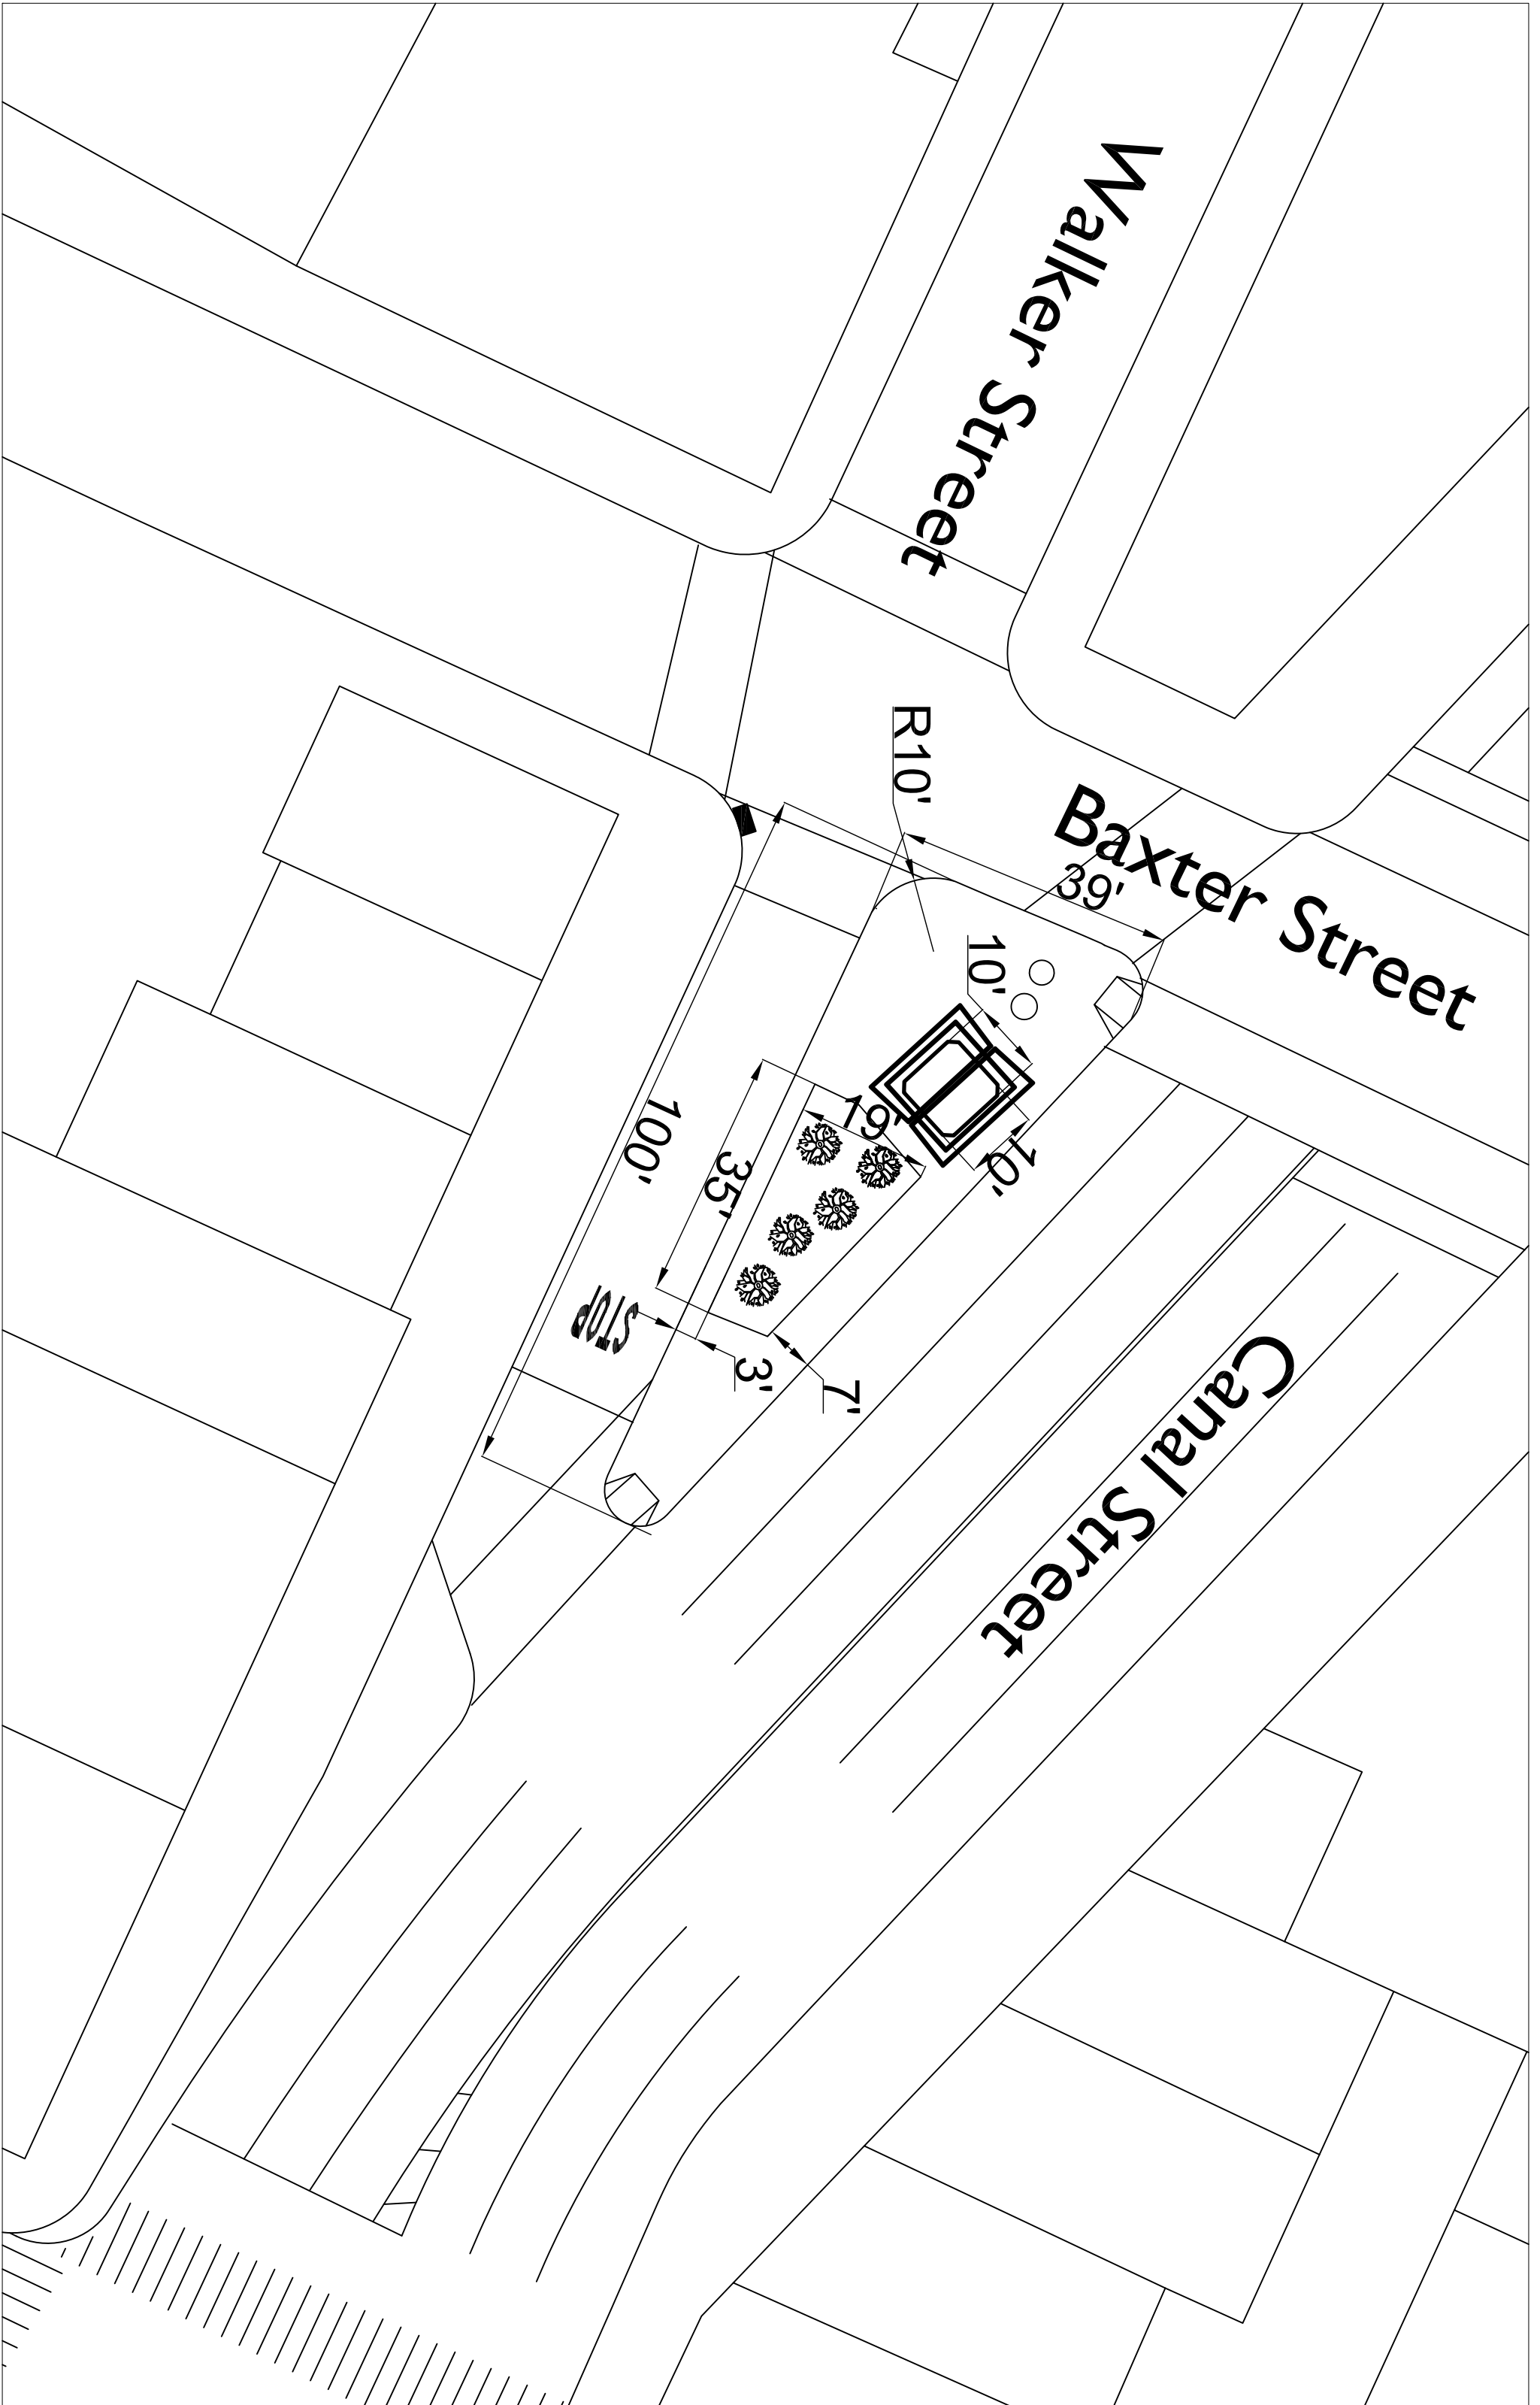 Walker Street
R10'
Baxter Street
39'
10'
19'
10'
100'
35'
STOP
3'
7'
Canal Street